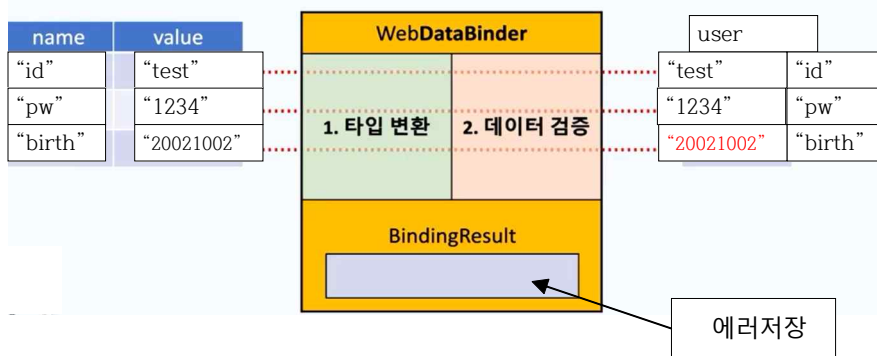 name value
“id” “test”
“pw” “1234”
“birth” “20021002”
WebDataBinder
1. 타입 변환 2. 데이터 검증
BindingResult
user
“test” “id”
“1234” “pw”
“20021002” “birth”
에러저장